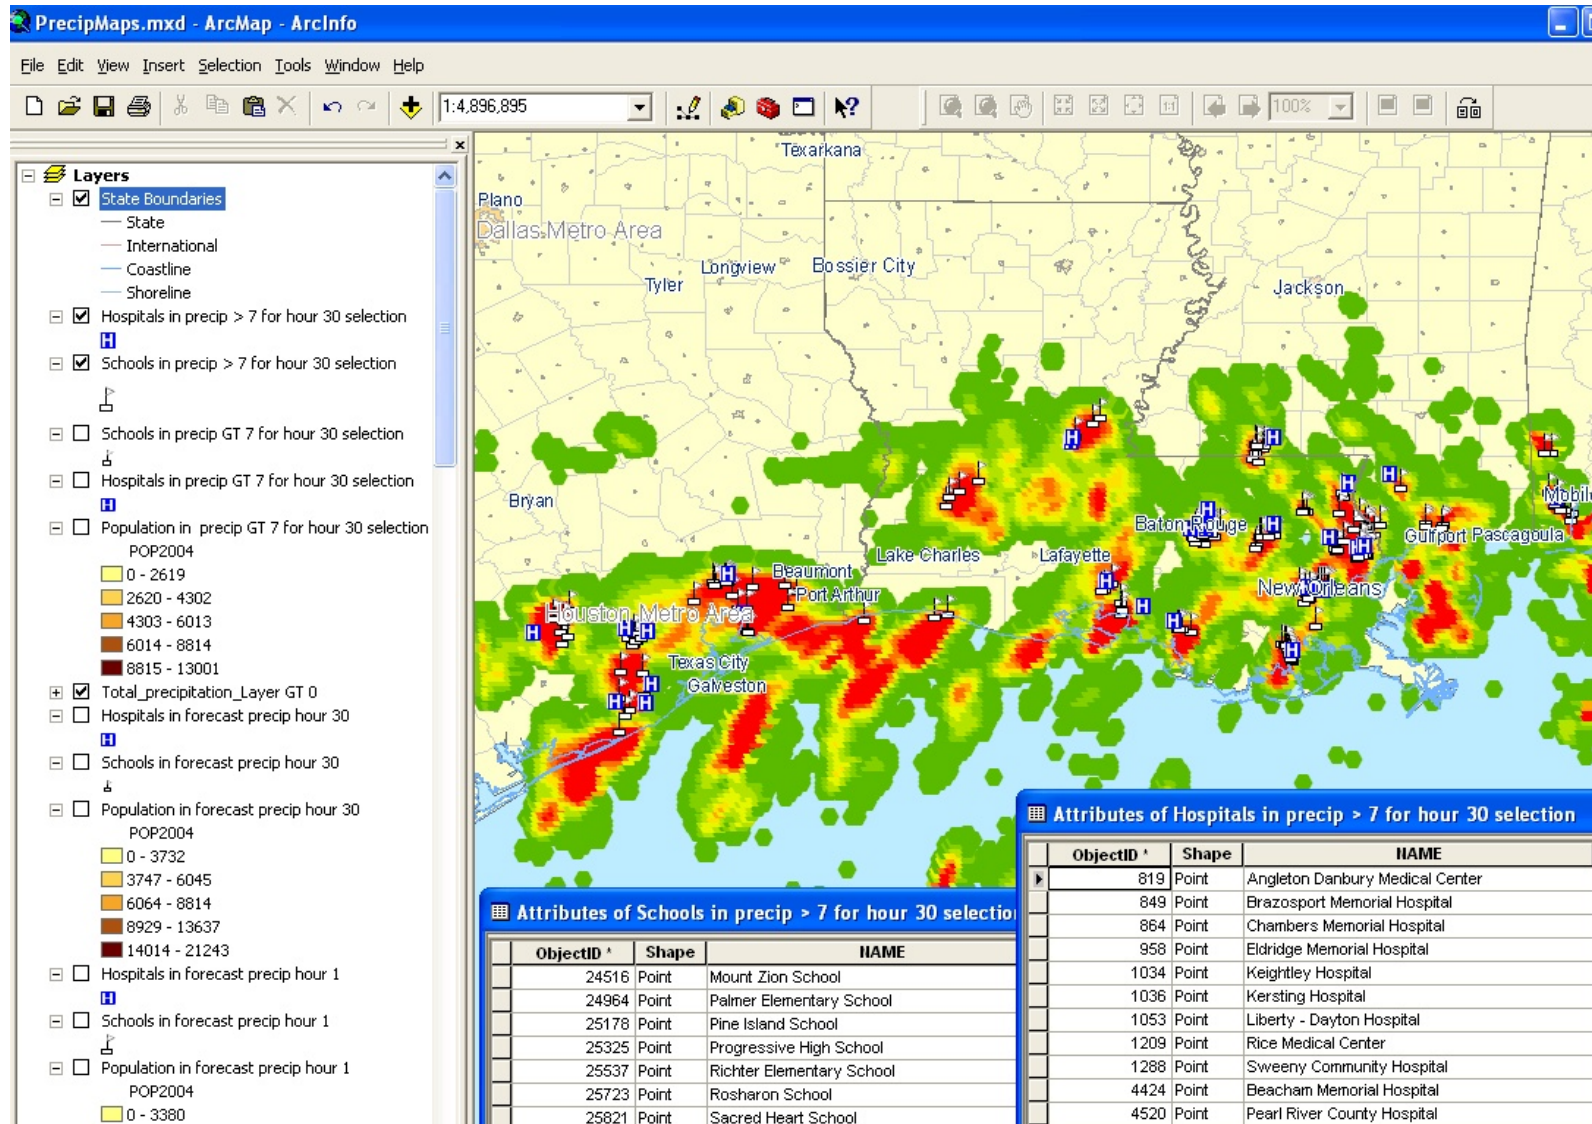 PrecipMaps.mxd - ArcMap - ArcInfo
File Edit View Insert Selection Tools Window Help
1:4,896,895
100%
Layers
State Boundaries
State
International
Coastline
Shoreline
Hospitals in precip > 7 for hour 30 selection
H
Schools in precip > 7 for hour 30 selection
Schools in precip GT 7 for hour 30 selection
Hospitals in precip GT 7 for hour 30 selection
H
Population in precip GT 7 for hour 30 selection
POP2004
0 - 2619
2620 - 4302
4303 - 6013
6014 - 8814
8815 - 13001
Total_precipitation_Layer GT 0
Hospitals in forecast precip hour 30
H
Schools in forecast precip hour 30
Population in forecast precip hour 30
POP2004
0 - 3732
3747 - 6045
6064 - 8814
8929 - 13637
14014 - 21243
Hospitals in forecast precip hour 1
H
Schools in forecast precip hour 1
Population in forecast precip hour 1
POP2004
0 - 3380
Texarkana
Plano
Dallas Metro Area
Longview
Bossier City
Tyler
Jackson
Bryan
Baton Rouge
Mobil
Gulfport Pascagoula
Lake Charles
Lafayette
Beaumont
Port Arthur
New Orleans
Houston Metro Area
Texas City
Galveston
Attributes of Schools in precip > 7 for hour 30 selectio
ObjectID * Shape NAME
24516 Point Mount Zion School
24964 Point Palmer Elementary School
25178 Point Pine Island School
25325 Point Progressive High School
25537 Point Richter Elementary School
25723 Point Rosharon School
25821 Point Sacred Heart School
Attributes of Hospitals in precip > 7 for hour 30 selection
ObjectID * Shape NAME
819 Point Angleton Danbury Medical Center
849 Point Brazosport Memorial Hospital
864 Point Chambers Memorial Hospital
958 Point Eldridge Memorial Hospital
1034 Point Keightley Hospital
1036 Point Kersting Hospital
1053 Point Liberty - Dayton Hospital
1209 Point Rice Medical Center
1288 Point Sweeny Community Hospital
4424 Point Beacham Memorial Hospital
4520 Point Pearl River County Hospital